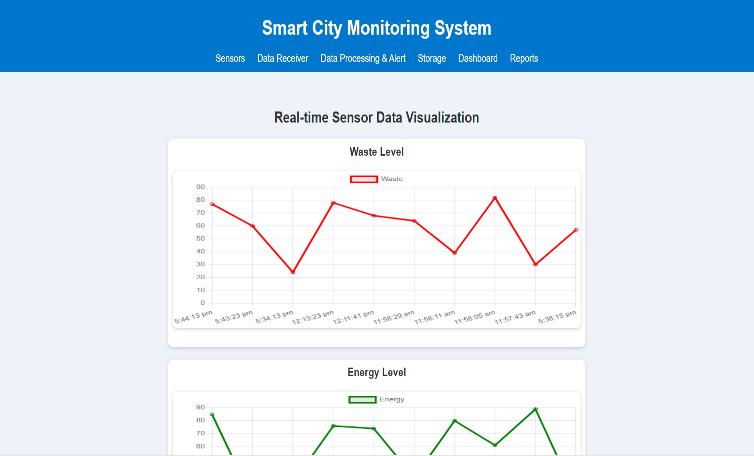 Smart City Monitoring System
Sensors Data Receiver Data Processing & Alert Storage Dashboard Reports
Real-time Sensor Data Visualization
Waste Level
Waste
90
80
70
60
50
40
30
20
10
0
5:44:13 pm 5:43:23 pm 5:34:13 pm 12:13:23 pm 12:11:41 pm 11:58:29 am 11:58:11 am 11:58:05 am 11:57:43 am 5:38:15 pm
Energy Level
Energy
90
80
70
60